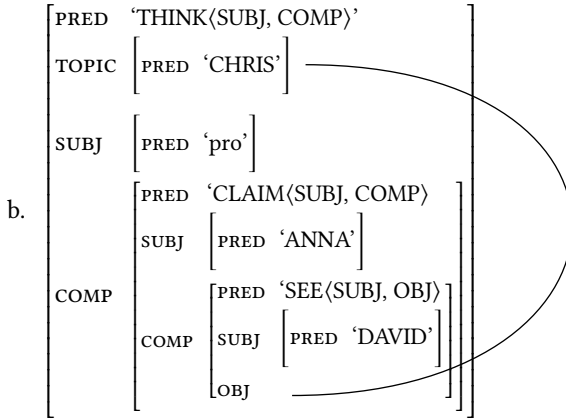 PRED ‘THINK⟨SUBJ, COMP⟩’
TOPIC [PRED ‘CHRIS’]
SUBJ [PRED ‘pro’]
b.
PRED ‘CLAIM⟨SUBJ, COMP⟩
SUBJ [PRED ‘ANNA’]
COMP
PRED ‘SEE⟨SUBJ, OBJ⟩
COMP SUBJ [PRED ‘DAVID’]
OBJ